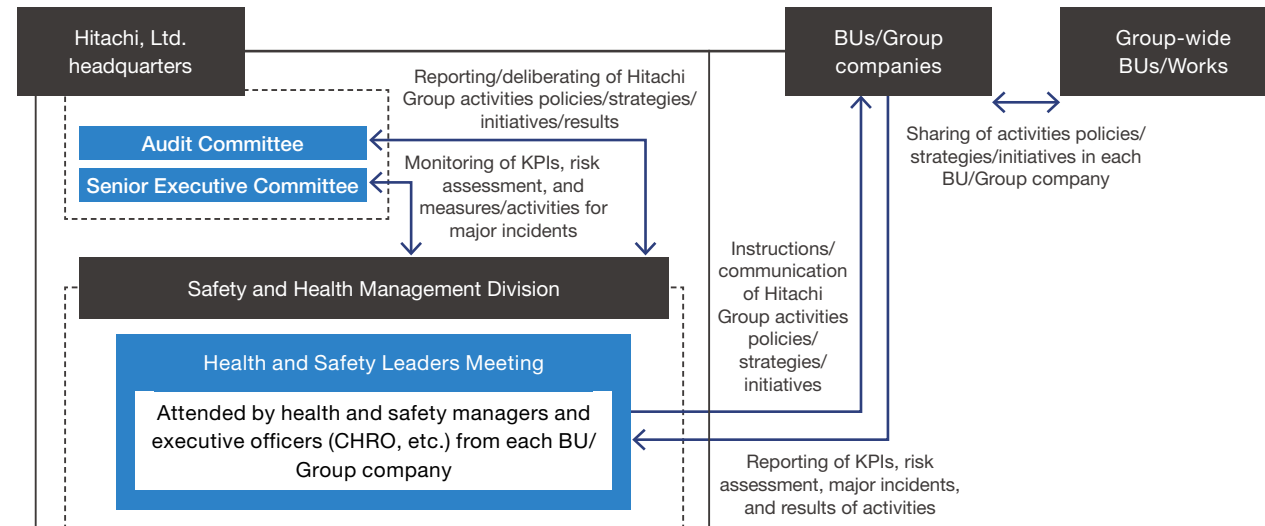 Hitachi, Ltd.
headquarters
BUs/Group
companies
Group-wide
BUs/Works
Reporting/deliberating of Hitachi
Group activities policies/strategies/
initiatives/results
Audit Committee
Senior Executive Committee
Monitoring of KPIs, risk
assessment, and
measures/activities for
major incidents
Sharing of activities policies/
strategies/initiatives in each
BU/Group company
Safety and Health Management Division
Health and Safety Leaders Meeting
Attended by health and safety managers and
executive officers (CHRO, etc.) from each BU/
Group company
Instructions/
communication
of Hitachi
Group activities
policies/
strategies/
initiatives
Reporting of KPIs, risk
assessment, major incidents,
and results of activities